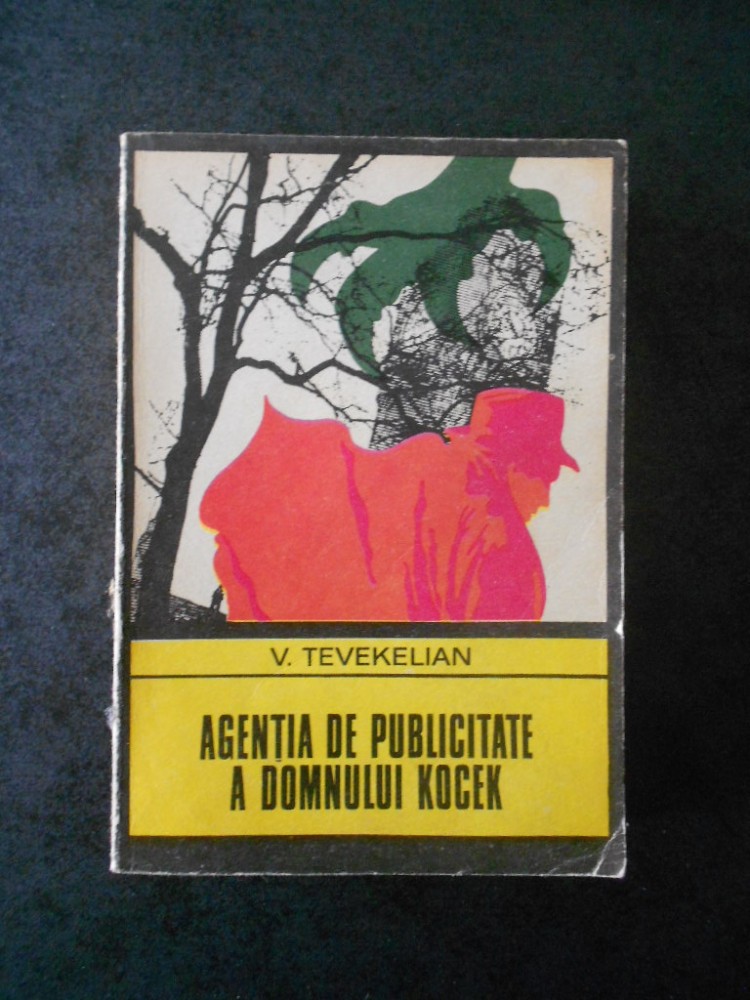 V. TEVEKELIAN
AGENȚIA DE PUBLICITATE
A DOMNULUI KOCEK